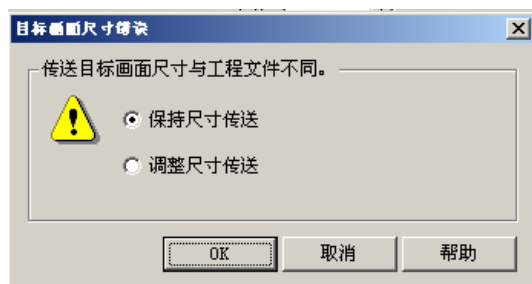 目标画面尺寸错误
传送目标画面尺寸与工程文件不同。
保持尺寸传送
调整尺寸传送
OK
取消
帮助